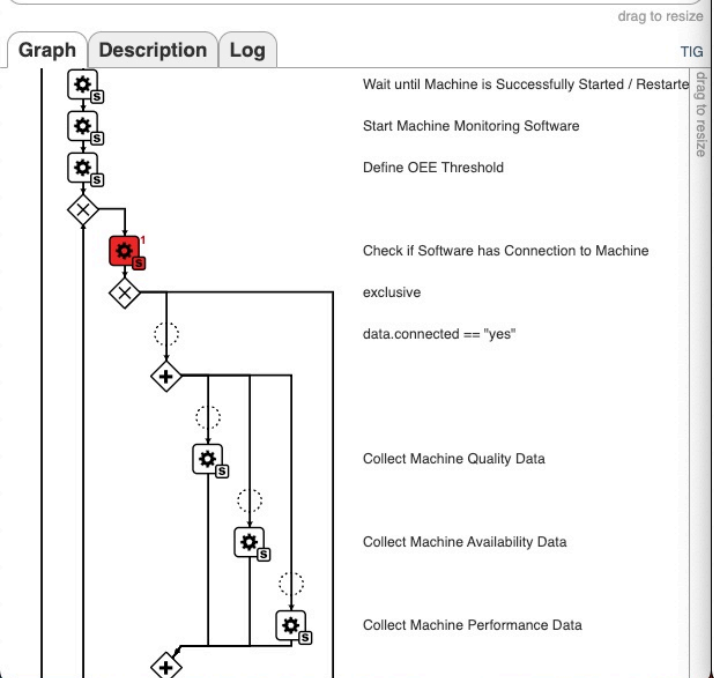 drag to resize
Graph Description Log TIG
drag to resize
S
Wait until Machine is Successfully Started / Restarte
S
Start Machine Monitoring Software
S
Define OEE Threshold
1
S
Check if Software has Connection to Machine
exclusive
data.connected == "yes"
S
Collect Machine Quality Data
S
Collect Machine Availability Data
S
Collect Machine Performance Data